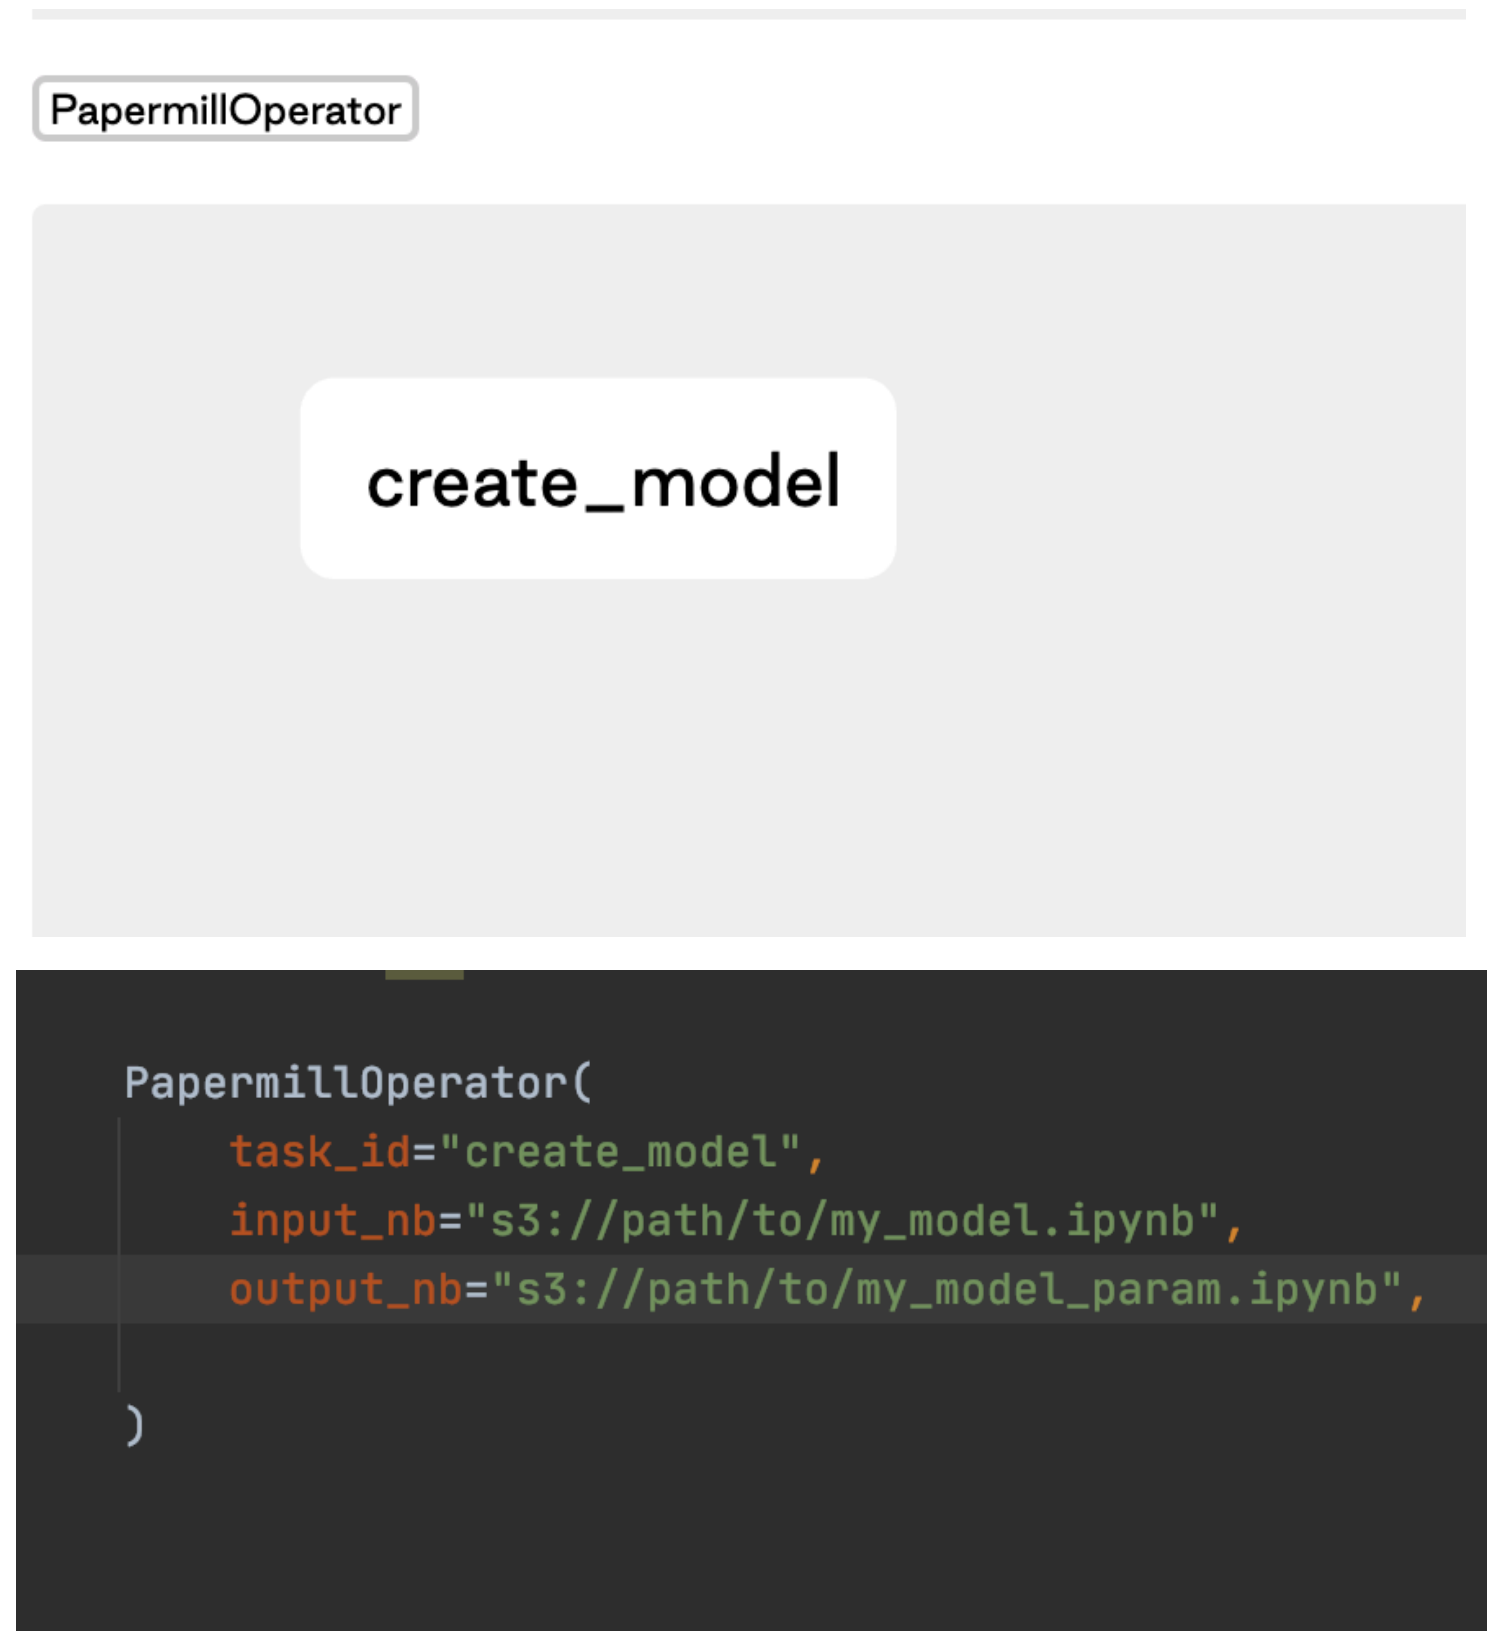 PapermillOperator
create_model
PapermillOperator(
    task_id="create_model",
    input_nb="s3://path/to/my_model.ipynb",
    output_nb="s3://path/to/my_model_param.ipynb",
)